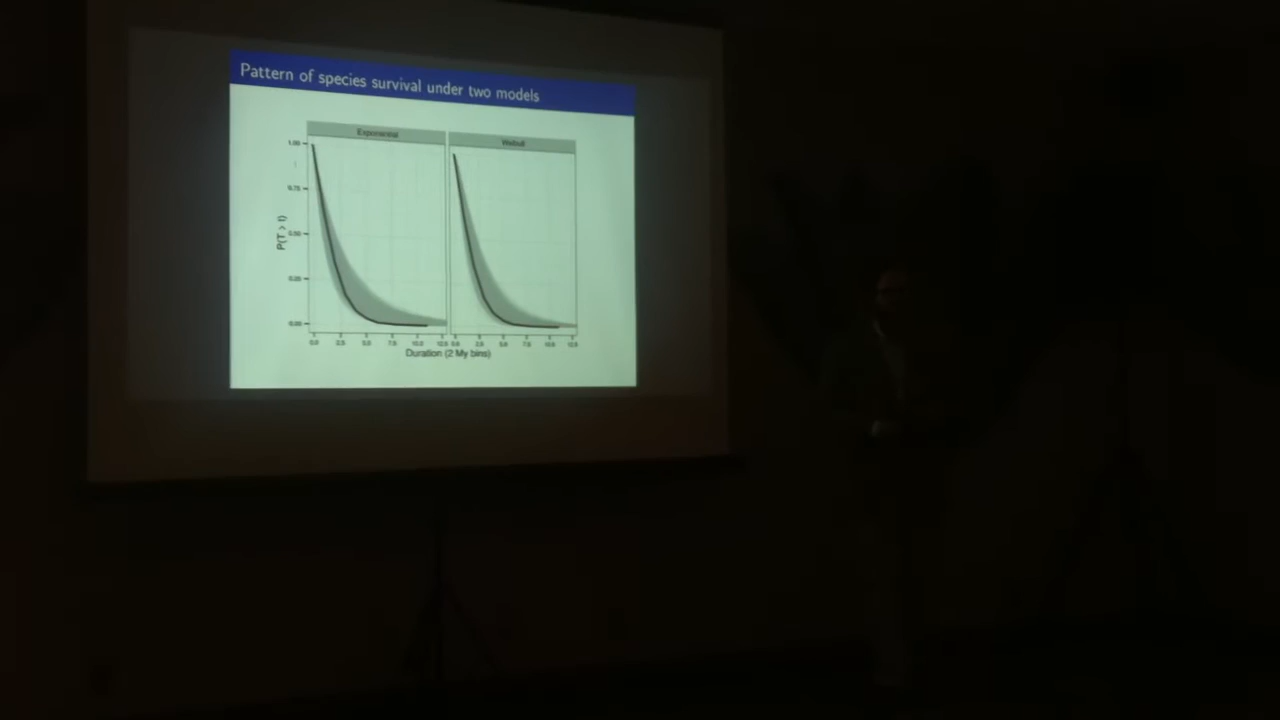 Pattern of species survival under two models
Exponential
Weibull
1.00
0.75
0.50
0.25
0.00
P(T > t)
0.0 2.5 5.0 7.5 10.0 12.5
0.0 2.5 5.0 7.5 10.0 12.5
Duration (2 My bins)